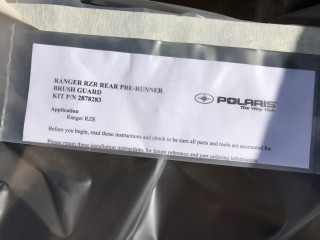 RANGER RZR REAR PRE-RUNNER
BRUSH GUARD
KIT P/N 2878283
POLARIS
The Way Out.
Application
Ranger RZR
Before you begin, read these instructions and check to be sure all parts and tools are accounted for.
Please retain these installation instructions for future reference and part ordering information.